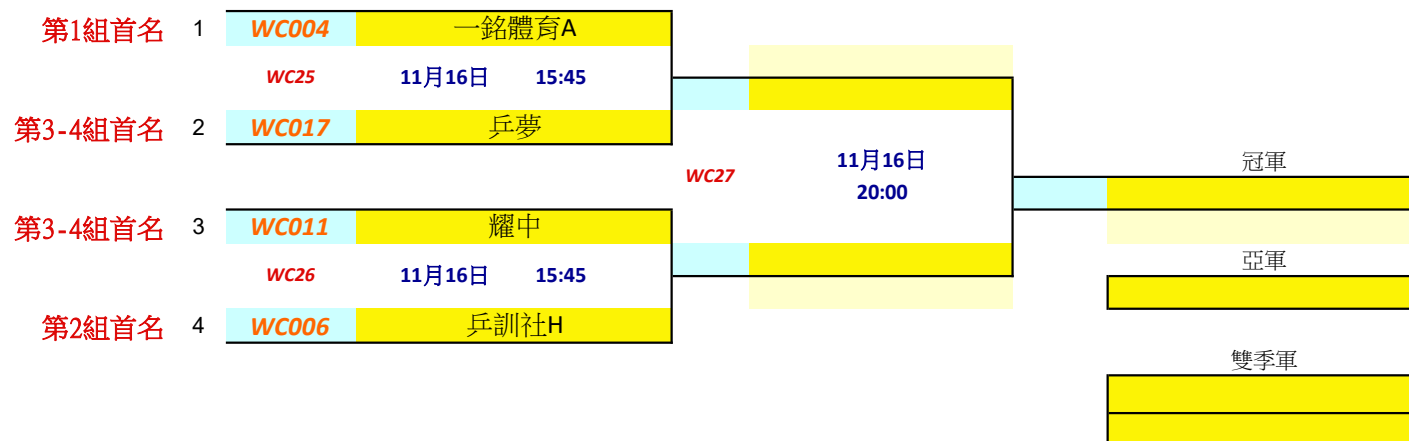 第1組首名 1 WC004 一銘體育A
WC25 11月16日 15:45
第3-4組首名 2 WC017 乒夢
WC27 11月16日
20:00
冠軍
第3-4組首名 3 WC011 耀中
WC26 11月16日 15:45
亞軍
第2組首名 4 WC006 乒訓社H
雙季軍